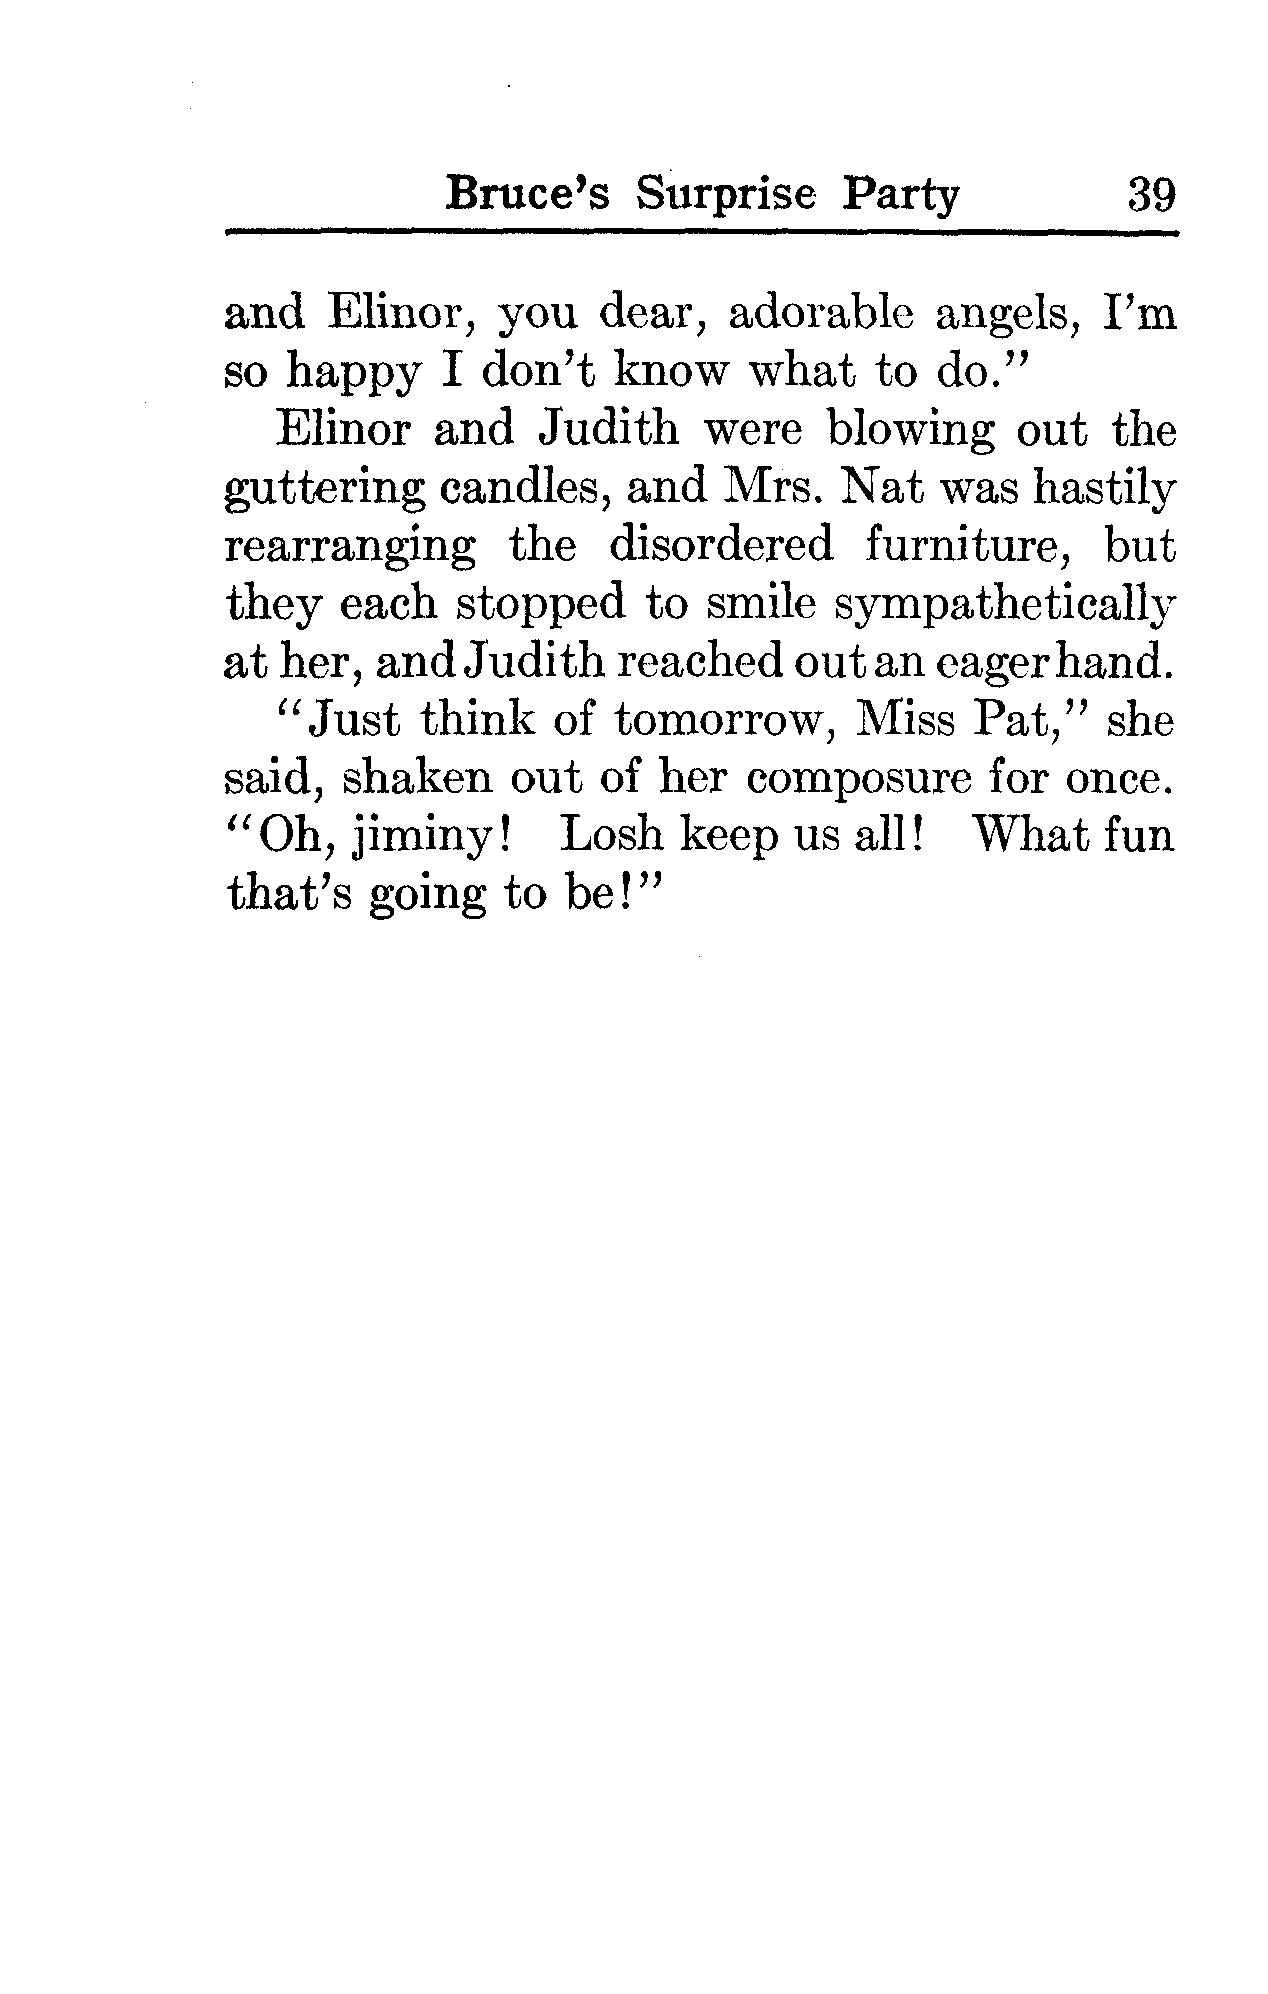 Bruce's Surprise Party 39
and Elinor, you dear, adorable angels, I'm
so happy I don't know what to do."
Elinor and Judith were blowing out the
guttering candles, and Mrs. Nat was hastily
rearranging the disordered furniture, but
they each stopped to smile sympathetically
at her, and Judith reached out an eager hand.
"Just think of tomorrow, Miss Pat," she
said, shaken out of her composure for once.
"Oh, jiminy! Losh keep us all! What fun
that's going to be!"